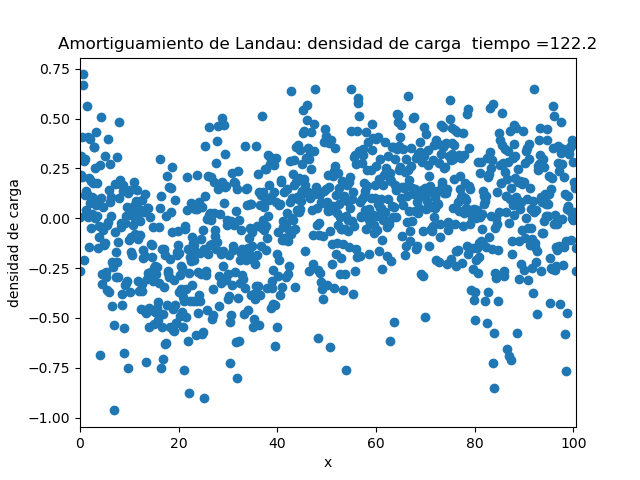 Amortiguamiento de Landau: densidad de carga  tiempo =122.2
densidad de carga
0.75
0.50
0.25
0.00
−0.25
−0.50
−0.75
−1.00
0 20 40 60 80 100
x